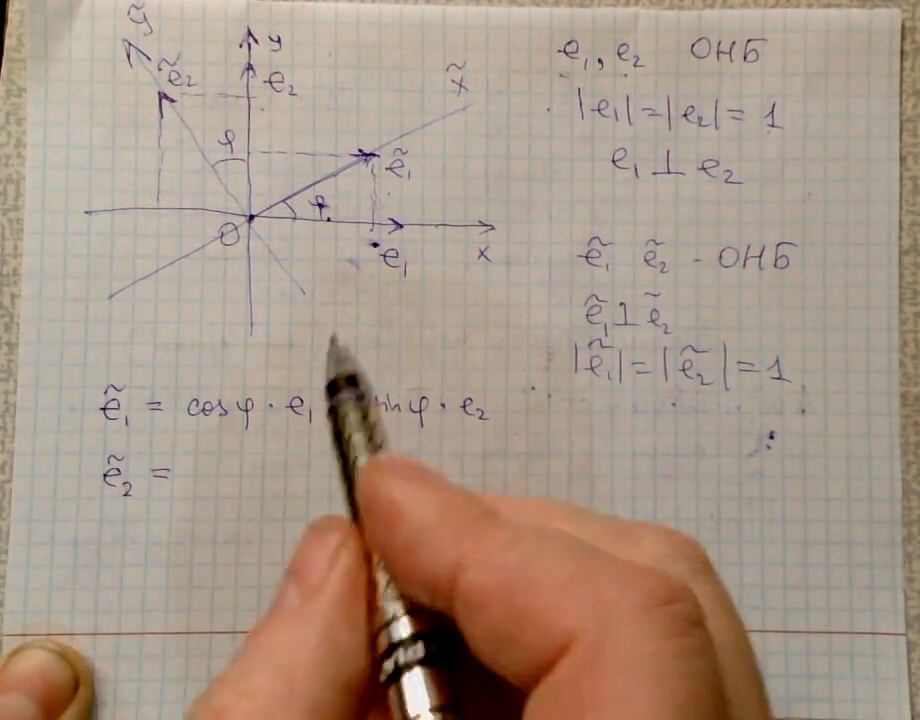 ỹ
y
ẽ₂
e₂
x̃
φ
ẽ₁
φ
O
e₁
x
e₁, e₂ ОНБ
|e₁| = |e₂| = 1
e₁ ⊥ e₂
ẽ₁ ẽ₂ - ОНБ
ẽ₁ ⊥ ẽ₂
|ẽ₁| = |ẽ₂| = 1
ẽ₁ = cosφ · e₁ φ · e₂
ẽ₂ =